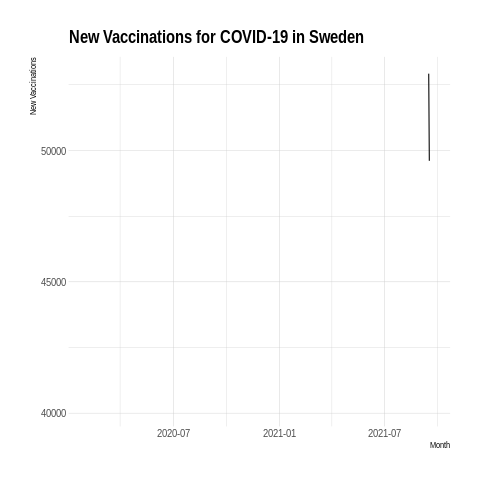 New Vaccinations for COVID-19 in Sweden
New Vaccinations
50000
45000
40000
2020-07
2021-01
2021-07
Month